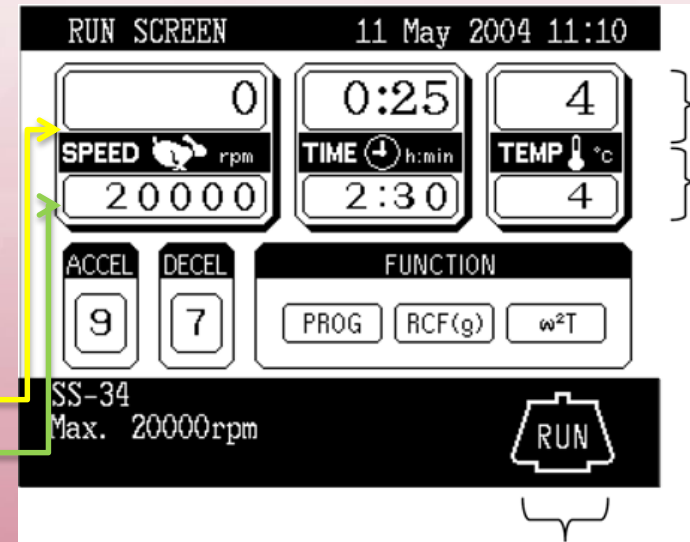 RUN SCREEN 11 May 2004 11:10
0 0:25 4
SPEED rpm TIME h:min TEMP °c
20000 2:30 4
ACCEL DECEL FUNCTION
9 7 PROG RCF(g) ω²T
SS-34
Max. 20000rpm
RUN